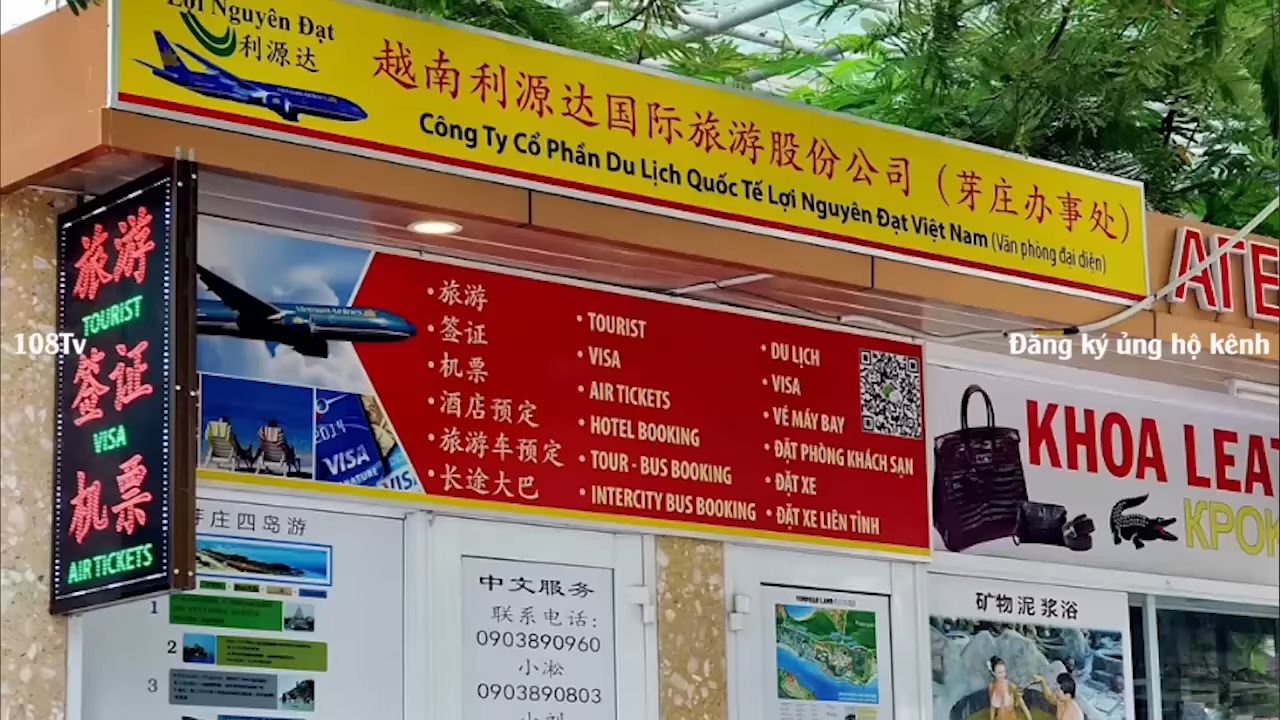 Lợi Nguyên Đạt
利源达
越南利源达国际旅游股份公司（芽庄办事处）
Công Ty Cổ Phần Du Lịch Quốc Tế Lợi Nguyên Đạt Việt Nam (Văn phòng đại diện)
旅游
TOURIST
签证
VISA
机票
AIR TICKETS
108Tv
Đăng ký ủng hộ kênh
VietnamAirlines
2014
VISA
VISA
•旅游
•签证
•机票
•酒店预定
•旅游车预定
•长途大巴
• TOURIST
• VISA
• AIR TICKETS
• HOTEL BOOKING
• TOUR - BUS BOOKING
• INTERCITY BUS BOOKING
• DU LỊCH
• VISA
• VÉ MÁY BAY
• ĐẶT PHÒNG KHÁCH SẠN
• ĐẶT XE
• ĐẶT XE LIÊN TỈNH
KHOA LEAT
芽庄四岛游
1
2
3
中文服务
联系电话:
0903890960
小淞
0903890803
矿物泥浆浴